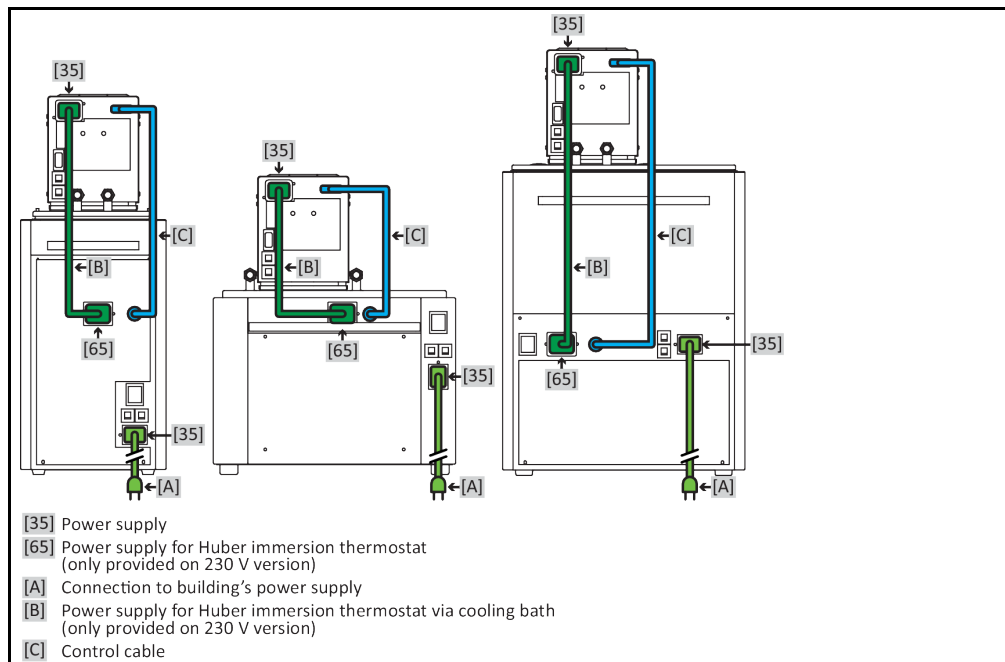 [35]
[35]
[35]
[C]
[B]
[65]
[35]
[A]
[C]
[B]
[65]
[35]
[A]
[C]
[B]
[65]
[35]
[A]
[35] Power supply
[65] Power supply for Huber immersion thermostat
(only provided on 230 V version)
[A] Connection to building’s power supply
[B] Power supply for Huber immersion thermostat via cooling bath
(only provided on 230 V version)
[C] Control cable